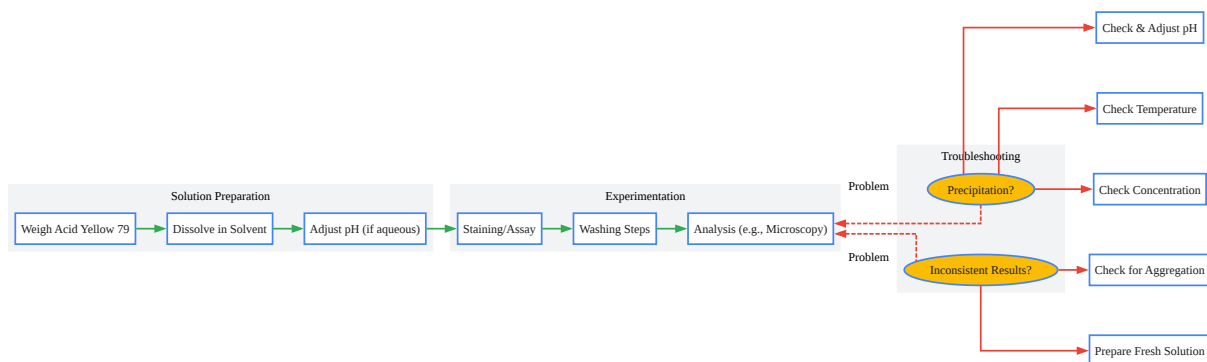 Check & Adjust pH
Check Temperature
Troubleshooting
Solution Preparation
Experimentation
Problem
Precipitation?
Check Concentration
Weigh Acid Yellow 79
Dissolve in Solvent
Adjust pH (if aqueous)
Staining/Assay
Washing Steps
Analysis (e.g., Microscopy)
Problem
Inconsistent Results?
Check for Aggregation
Prepare Fresh Solution